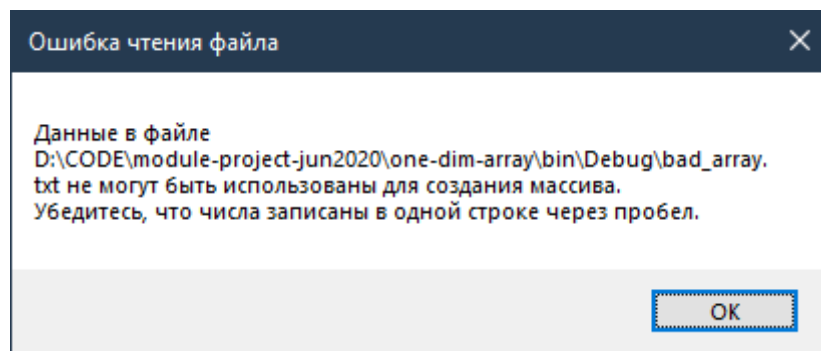 Ошибка чтения файла
Данные в файле
D:\CODE\module-project-jun2020\one-dim-array\bin\Debug\bad_array.
txt не могут быть использованы для создания массива.
Убедитесь, что числа записаны в одной строке через пробел.
OK